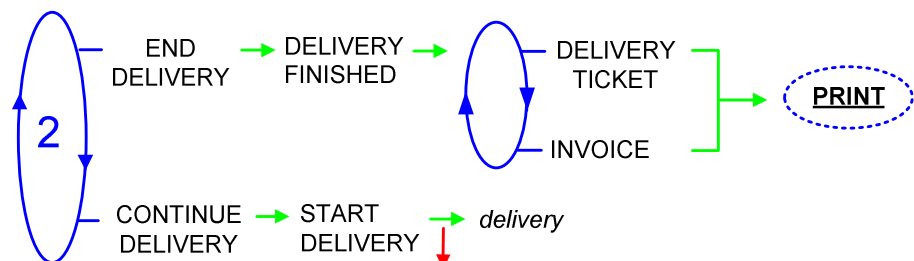 END
DELIVERY
DELIVERY
FINISHED
DELIVERY
TICKET
PRINT
2
INVOICE
CONTINUE
DELIVERY
START
DELIVERY
delivery